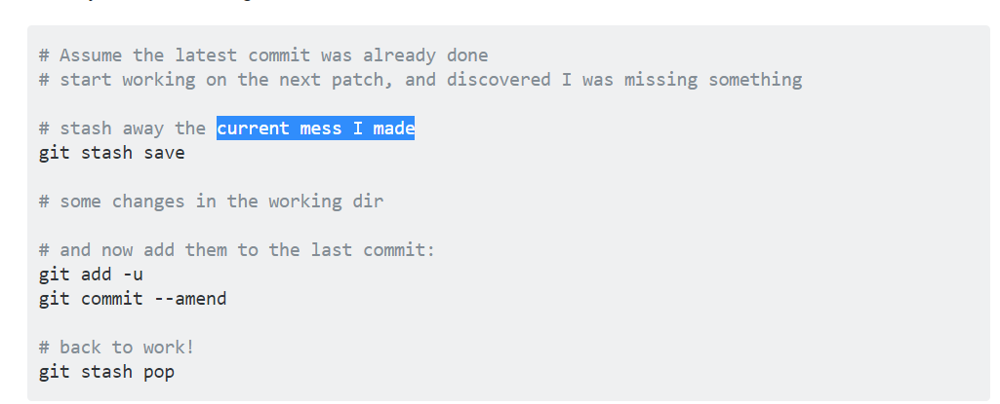 # Assume the latest commit was already done
# start working on the next patch, and discovered I was missing something
# stash away the current mess I made
git stash save
# some changes in the working dir
# and now add them to the last commit:
git add -u
git commit --amend
# back to work!
git stash pop